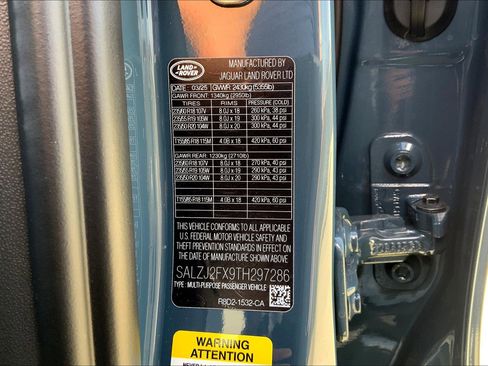 LAND ROVER
MANUFACTURED BY
JAGUAR LAND ROVER LTD
DATE 03/25 GVWR 2430kg (5355lb)
GAWR FRONT: 1340kg (2950lb)
TIRES RIMS PRESSURE (COLD)
235/60 R18 107V 8.0J x 18 260 kPa, 38 psi
235/55 R19 105W 8.0J x 19 300 kPa, 44 psi
235/50 R20 104W 8.0J x 20 300 kPa, 44 psi
T155/85 R18 115M 4.0B x 18 420 kPa, 60 psi
GAWR REAR: 1230kg (2710lb)
235/60 R18 107V 8.0J x 18 270 kPa, 40 psi
235/55 R19 105W 8.0J x 19 290 kPa, 43 psi
235/50 R20 104W 8.0J x 20 290 kPa, 43 psi
T155/85 R18 115M 4.0B x 18 420 kPa, 60 psi
THIS VEHICLE CONFORMS TO ALL APPLICABLE
U.S. FEDERAL MOTOR VEHICLE SAFETY AND
THEFT PREVENTION STANDARDS IN EFFECT ON THE
DATE OF MANUFACTURE SHOWN ABOVE.
SALZJ2FX9TH297286
TYPE: MULTI-PURPOSE PASSENGER VEHICLE
R8D2-1532-CA
WARNING
ATTENTION